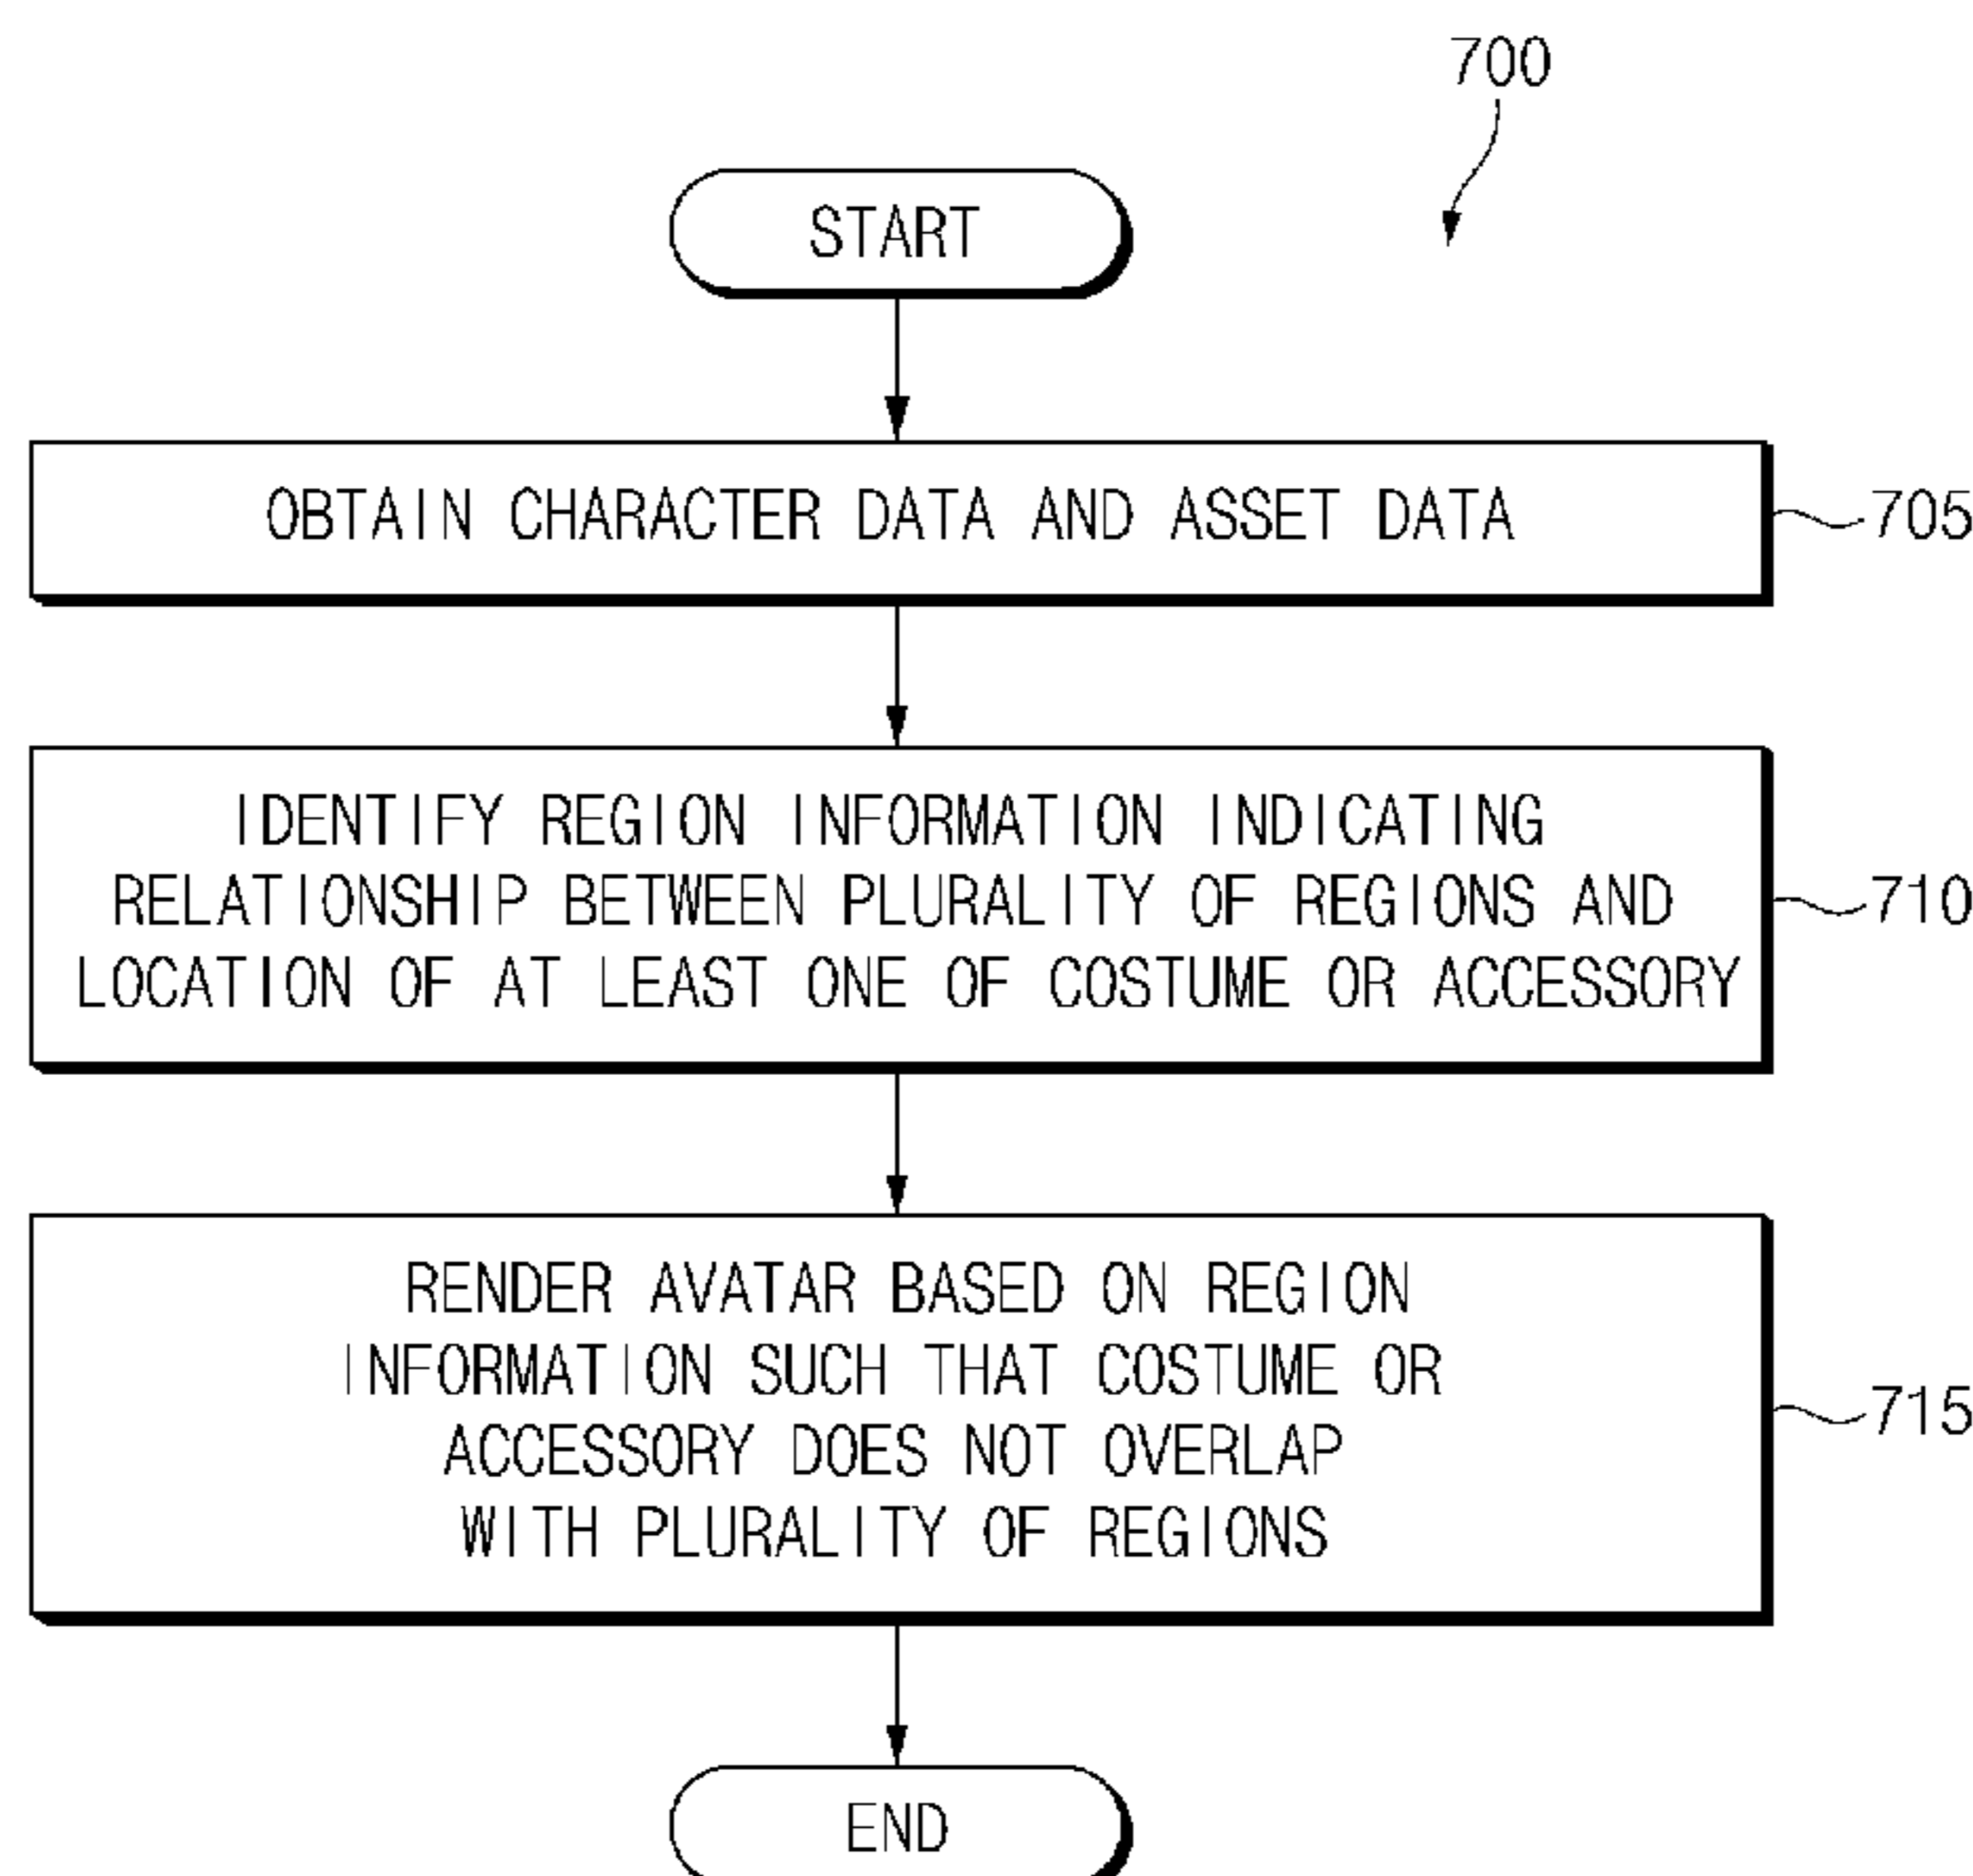 700
START
OBTAIN CHARACTER DATA AND ASSET DATA
705
IDENTIFY REGION INFORMATION INDICATING
RELATIONSHIP BETWEEN PLURALITY OF REGIONS AND
LOCATION OF AT LEAST ONE OF COSTUME OR ACCESSORY
710
RENDER AVATAR BASED ON REGION
INFORMATION SUCH THAT COSTUME OR
ACCESSORY DOES NOT OVERLAP
WITH PLURALITY OF REGIONS
715
END